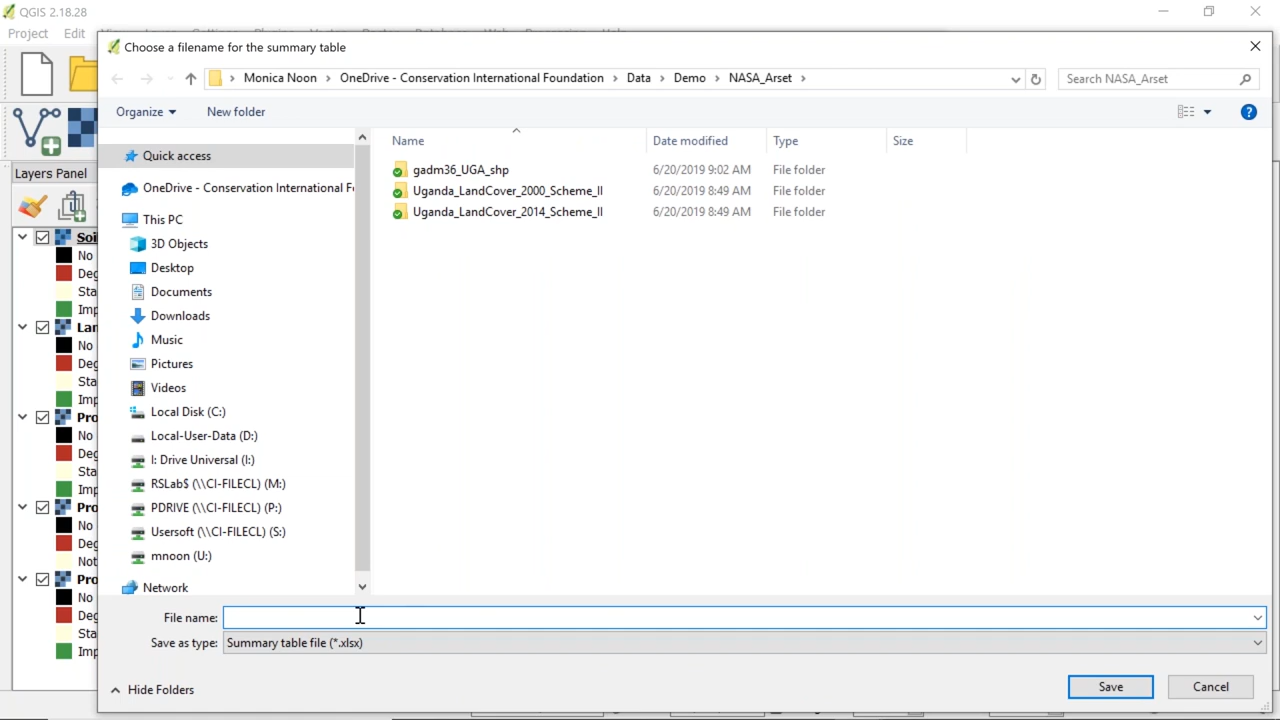 QGIS 2.18.28
Project Edit
Choose a filename for the summary table
Monica Noon › OneDrive - Conservation International Foundation › Data › Demo › NASA_Arset ›
Search NASA_Arset
Organize
New folder
Layers Panel
Name
Date modified
Type
Size
Quick access
OneDrive - Conservation International F
This PC
3D Objects
Desktop
Documents
Downloads
Music
Pictures
Videos
Local Disk (C:)
Local-User-Data (D:)
I: Drive Universal (I:)
RSLab$ (\\CI-FILECL) (M:)
PDRIVE (\\CI-FILECL) (P:)
Usersoft (\\CI-FILECL) (S:)
mnoon (U:)
Network
gadm36_UGA_shp 6/20/2019 9:02 AM File folder
Uganda_LandCover_2000_Scheme_II 6/20/2019 8:49 AM File folder
Uganda_LandCover_2014_Scheme_II 6/20/2019 8:49 AM File folder
Soi
No
Deg
Sta
Imp
Lan
No
Deg
Sta
Imp
Pro
No
Deg
Sta
Imp
Pro
No
Deg
Not
Pro
No
Deg
Sta
Imp
File name:
Save as type: Summary table file (*.xlsx)
Hide Folders
Save
Cancel